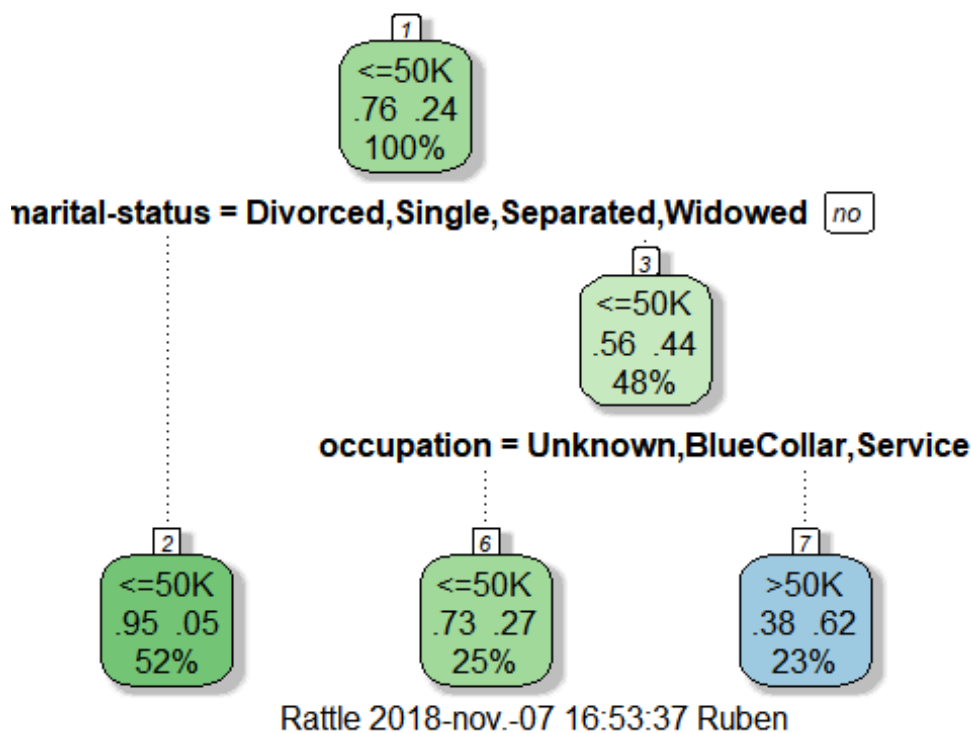 1
<=50K
.76 .24
100%
marital-status = Divorced,Single,Separated,Widowed no
3
<=50K
.56 .44
48%
occupation = Unknown,BlueCollar,Service
2 6 7
<=50K <=50K >50K
.95 .05 .73 .27 .38 .62
52% 25% 23%
Rattle 2018-nov.-07 16:53:37 Ruben